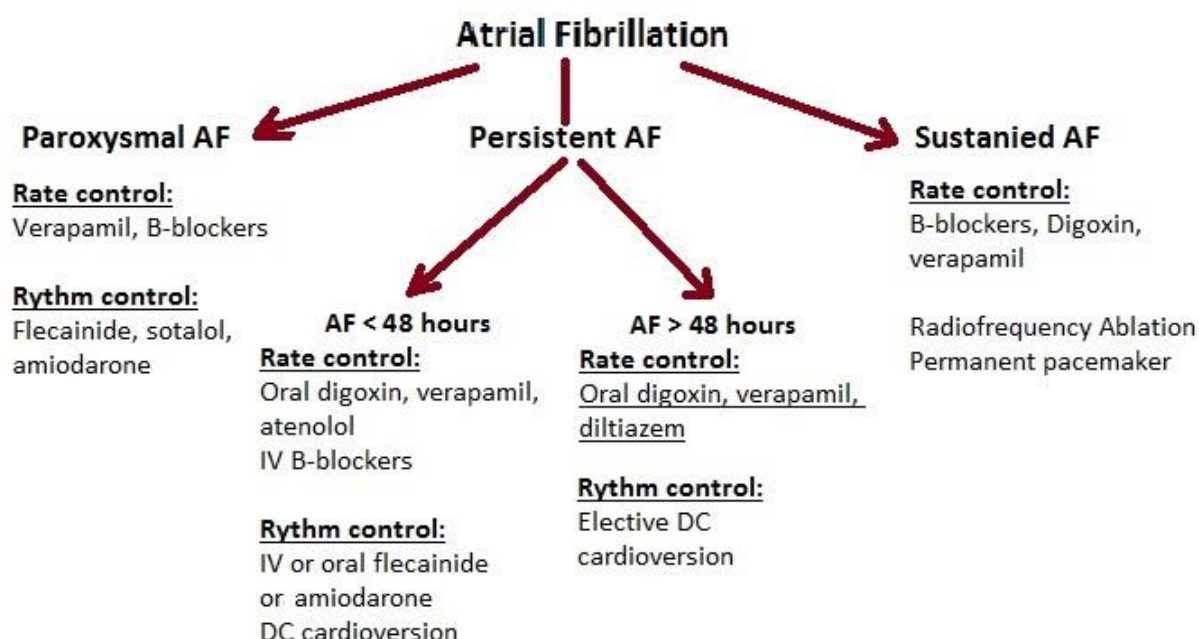 Atrial Fibrillation
Paroxysmal AF
Rate control:
Verapamil, B-blockers
Rythm control:
Flecainide, sotalol,
amiodarone
Persistent AF
AF < 48 hours
Rate control:
Oral digoxin, verapamil,
atenolol
IV B-blockers
Rythm control:
IV or oral flecainide
or amiodarone
DC cardioversion
AF > 48 hours
Rate control:
Oral digoxin, verapamil,
diltiazem
Rythm control:
Elective DC
cardioversion
Sustanied AF
Rate control:
B-blockers, Digoxin,
verapamil
Radiofrequency Ablation
Permanent pacemaker